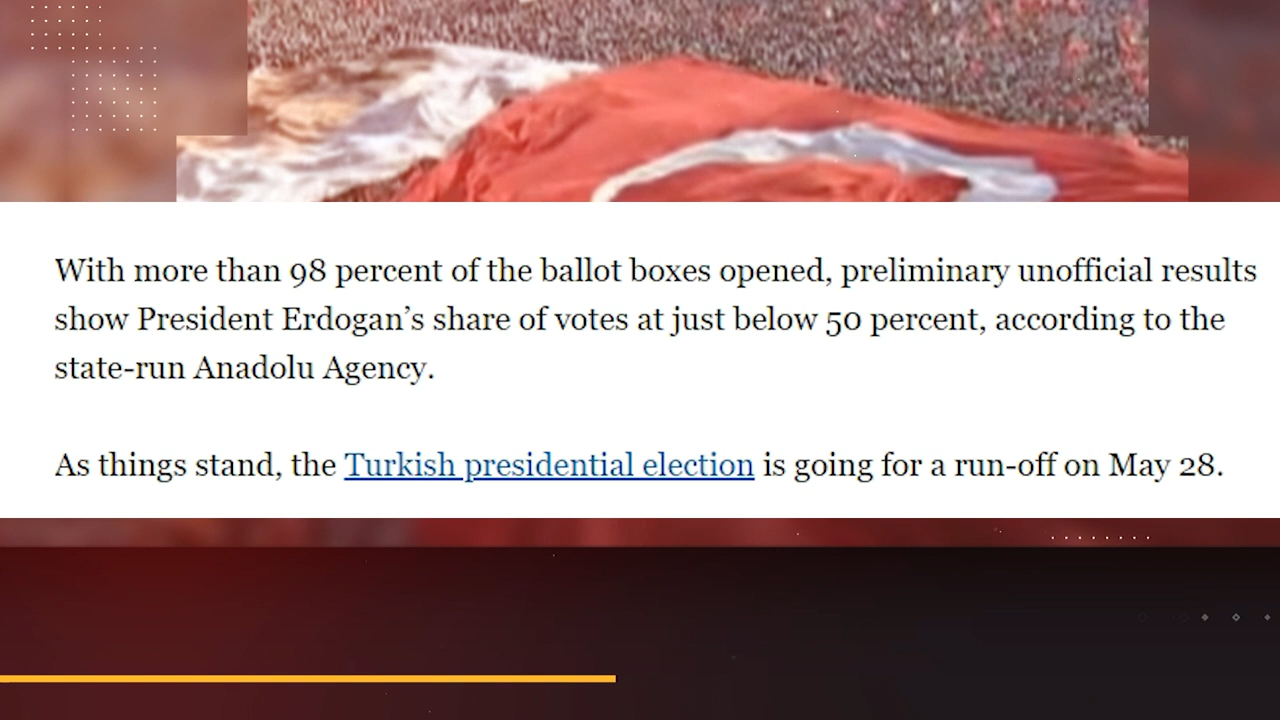 With more than 98 percent of the ballot boxes opened, preliminary unofficial results
show President Erdogan’s share of votes at just below 50 percent, according to the
state-run Anadolu Agency.
As things stand, the Turkish presidential election is going for a run-off on May 28.